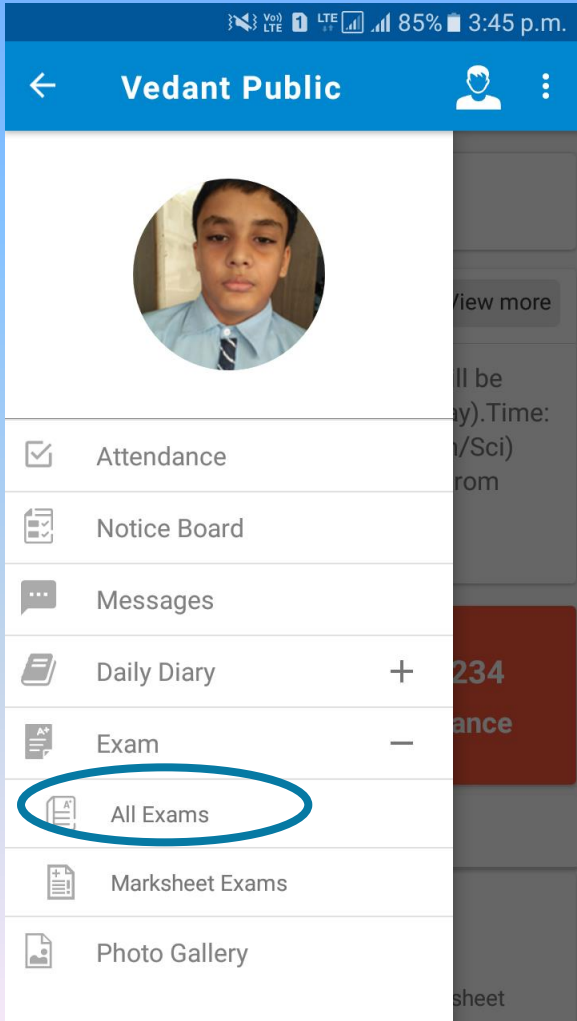 Vo)) LTE 1 LTE 85% 3:45 p.m.
Vedant Public
View more
ll be
ay).Time:
n/Sci)
rom
Attendance
Notice Board
Messages
Daily Diary +
234
Exam −
ance
All Exams
Marksheet Exams
Photo Gallery
sheet